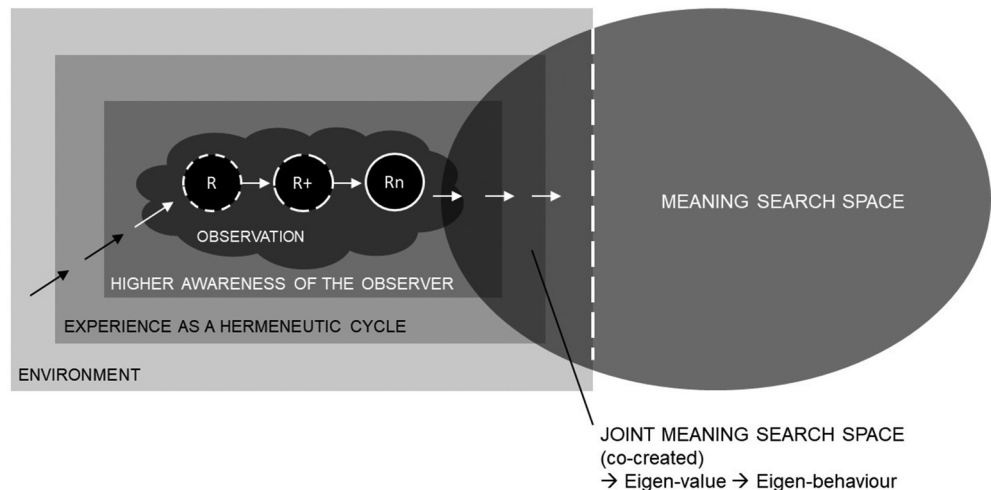 R
R+
Rn
OBSERVATION
HIGHER AWARENESS OF THE OBSERVER
EXPERIENCE AS A HERMENEUTIC CYCLE
ENVIRONMENT
MEANING SEARCH SPACE
JOINT MEANING SEARCH SPACE
(co-created)
→ Eigen-value → Eigen-behaviour